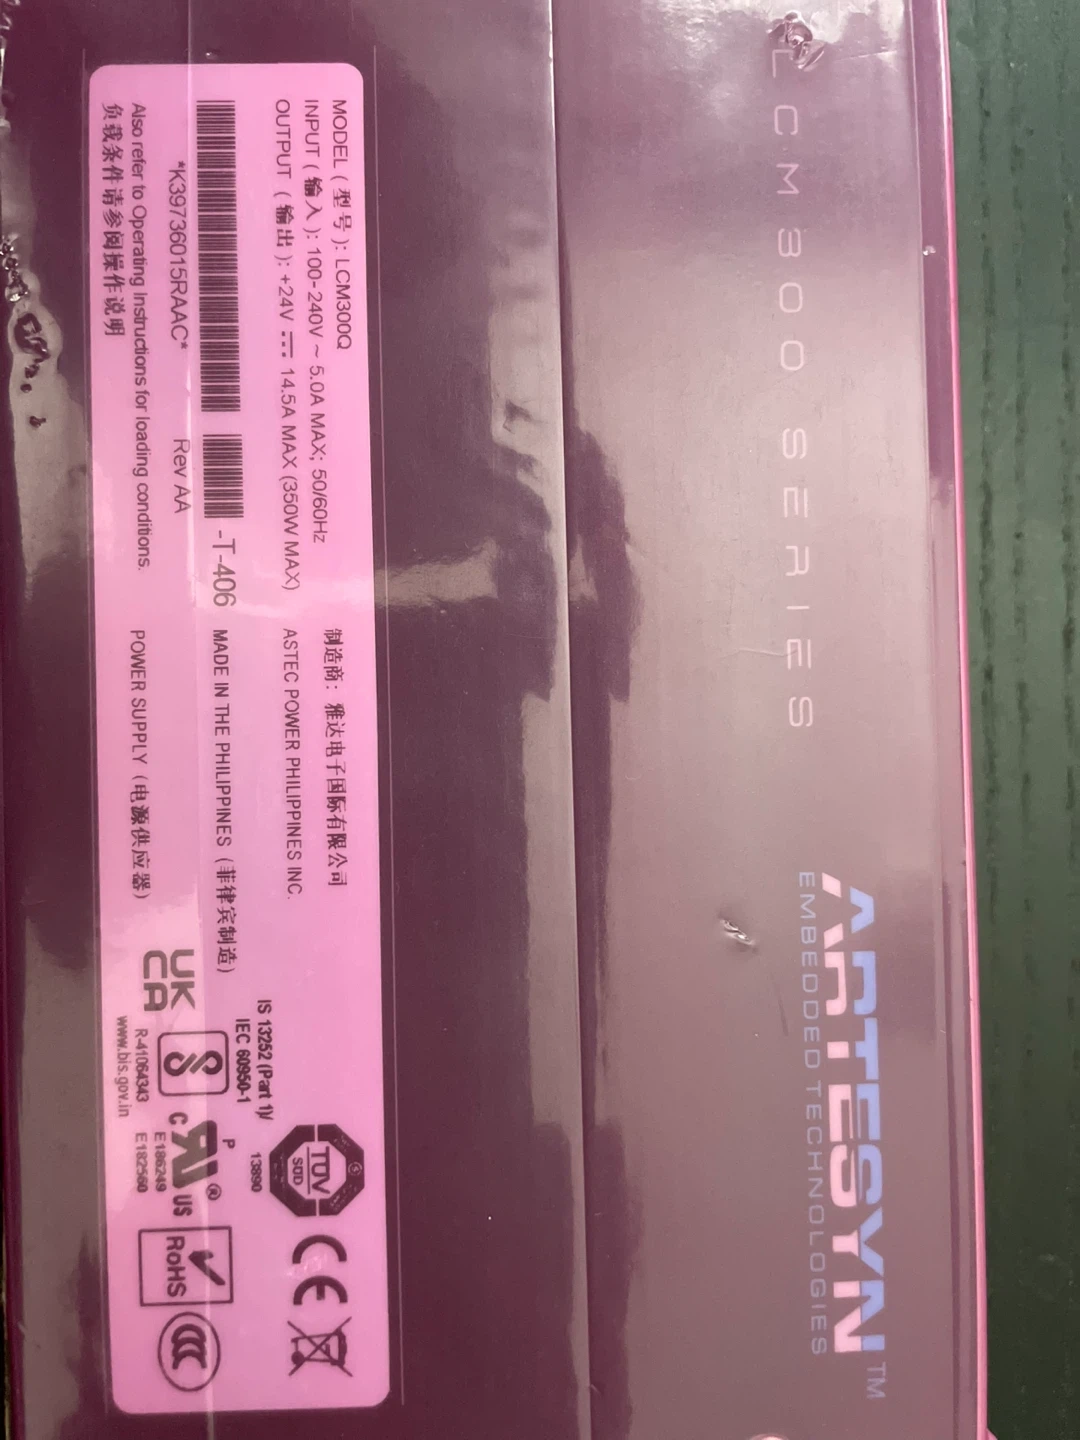 LCM300 SERIES
ARTESYN™
EMBEDDED TECHNOLOGIES
MODEL ( 型号 ): LCM300Q
INPUT ( 输入 ): 100-240V ~ 5.0A MAX; 50/60Hz
OUTPUT ( 输出 ): +24V ⎓ 14.5A MAX (350W MAX)
-T-406
*K39736015RAAC* Rev AA
Also refer to Operating Instructions for loading conditions.
负载条件请参阅操作说明
制造商: 雅达电子国际有限公司
ASTEC POWER PHILIPPINES INC.
MADE IN THE PHILIPPINES (菲律宾制造)
POWER SUPPLY (电源供应器)
IS 13252 (Part 1)/
IEC 60950-1
UK
CA
R-41064343
www.bis.gov.in
TÜV
SÜD
13890
P
c UL US ®
E186249
E182560
CE
RoHS
CCC